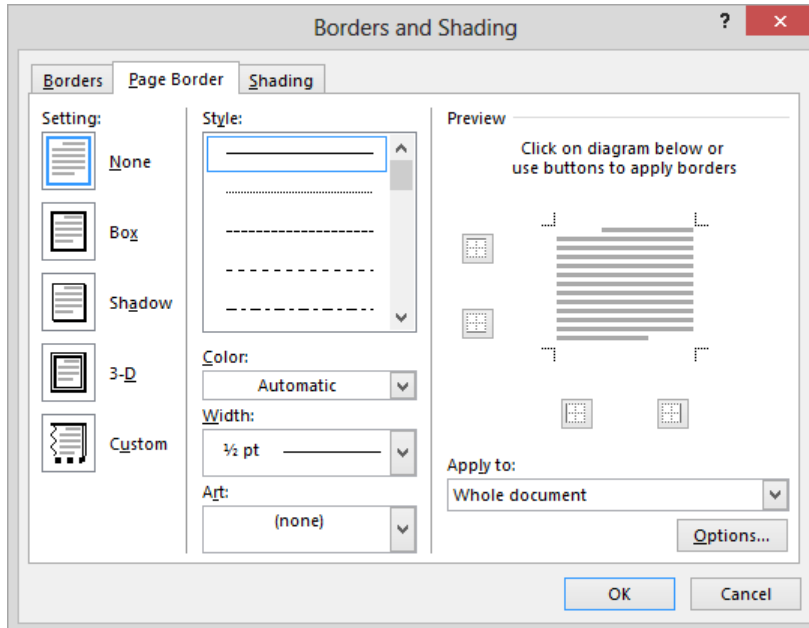 Borders and Shading
?
Borders
Page Border
Shading
Setting:
None
Box
Shadow
3-D
Custom
Style:
Color:
Automatic
Width:
½ pt
Art:
(none)
Preview
Click on diagram below or
use buttons to apply borders
Apply to:
Whole document
Options...
OK
Cancel